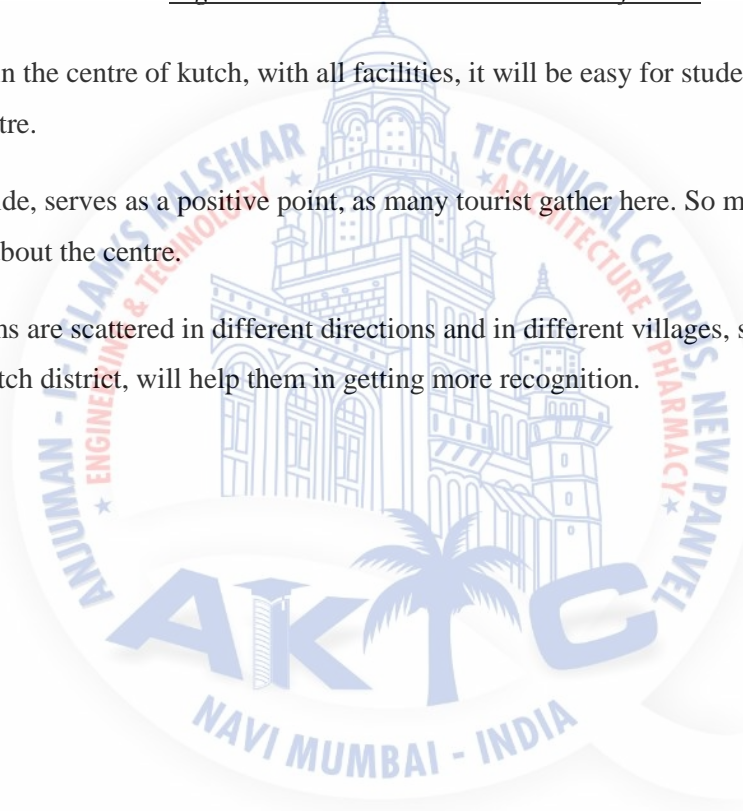 n the centre of kutch, with all facilities, it will be easy for stude
tre.
ide, serves as a positive point, as many tourist gather here. So m
bout the centre.
ns are scattered in different directions and in different villages, s
tch district, will help them in getting more recognition.
ANJUMAN - I - ISLAM'S KALSEKAR TECHNICAL CAMPUS, NEW PANVEL
★ ENGINEERING & TECHNOLOGY ★ ★ ARCHITECTURE PHARMACY ★
AKTC
NAVI MUMBAI - INDIA